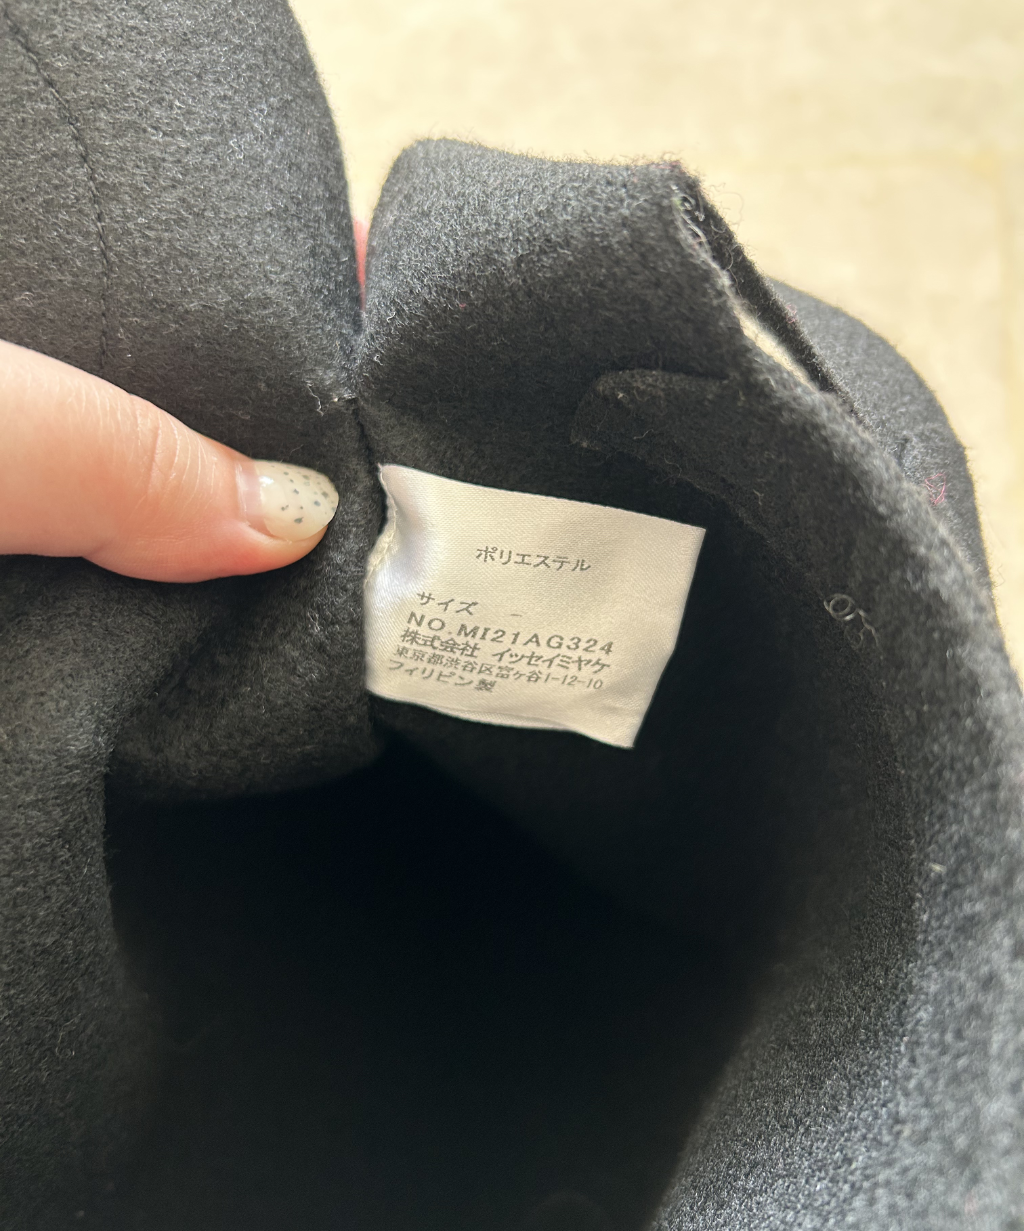 ポリエステル
サイズ -
NO.MI21AG324
株式会社 イッセイミヤケ
東京都渋谷区富ケ谷1-12-10
フィリピン製